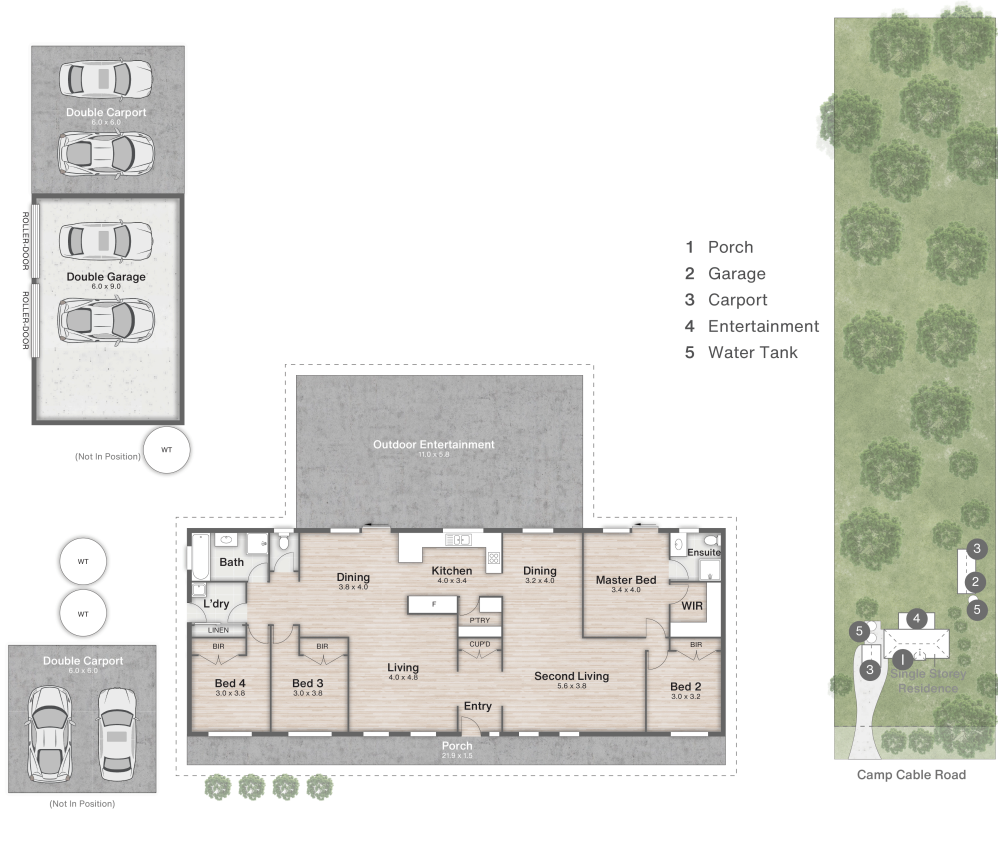 Double Carport
6.0 x 6.0
ROLLER-DOOR
Double Garage
6.0 x 9.0
ROLLER-DOOR
(Not In Position)
WT
1 Porch
2 Garage
3 Carport
4 Entertainment
5 Water Tank
Outdoor Entertainment
11.0 x 5.8
WT
WT
Double Carport
6.0 x 6.0
(Not In Position)
Bath
Dining
3.8 x 4.0
Kitchen
4.0 x 3.4
Dining
3.2 x 4.0
Master Bed
3.4 x 4.0
Ensuite
L'dry
F
WIR
LINEN
P'TRY
BIR
BIR
CUP'D
BIR
Bed 4
3.0 x 3.8
Bed 3
3.0 x 3.8
Living
4.0 x 4.8
Second Living
5.6 x 3.8
Bed 2
3.0 x 3.2
Entry
Porch
21.9 x 1.5
3
2
5
4
5
1
3
Single Storey
Residence
Camp Cable Road